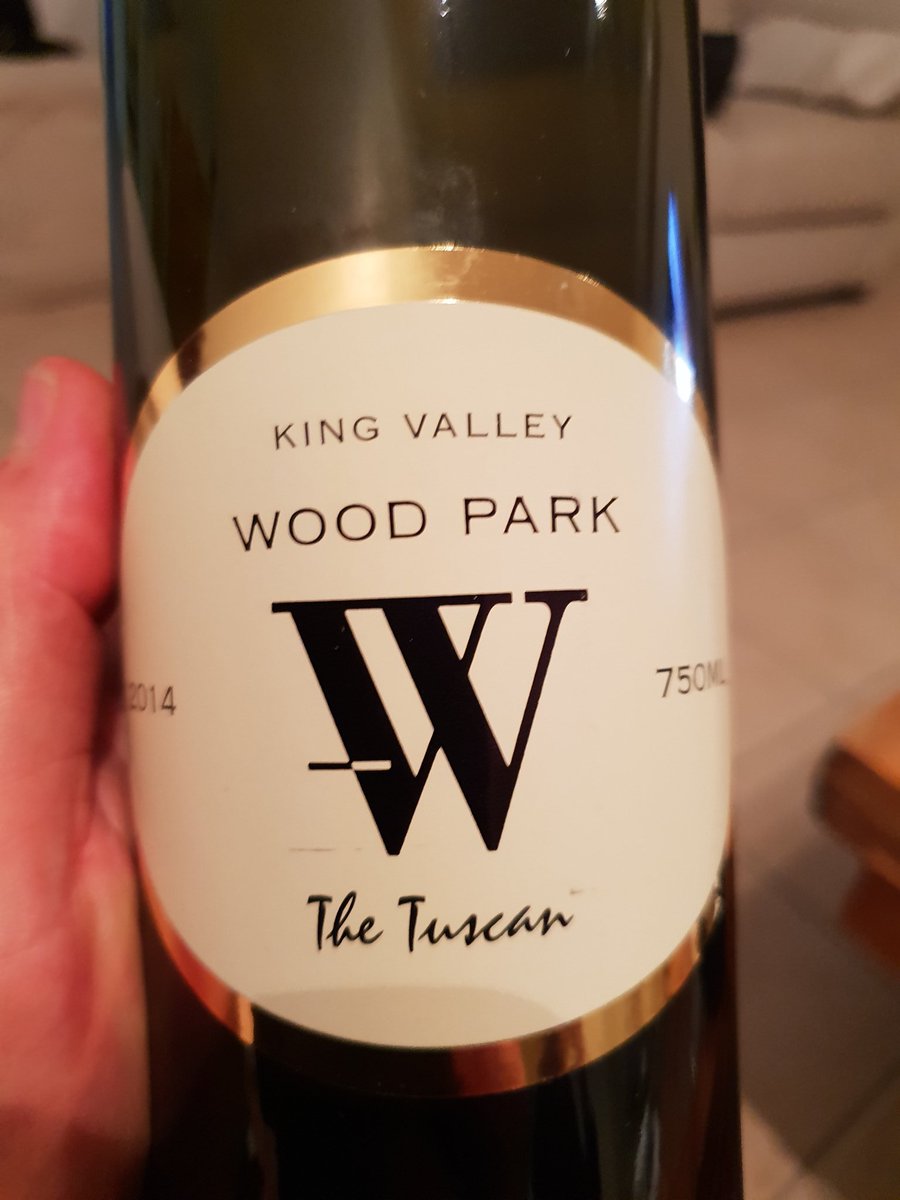 KING VALLEY
WOOD PARK
W
2014
750ML
The Tuscan